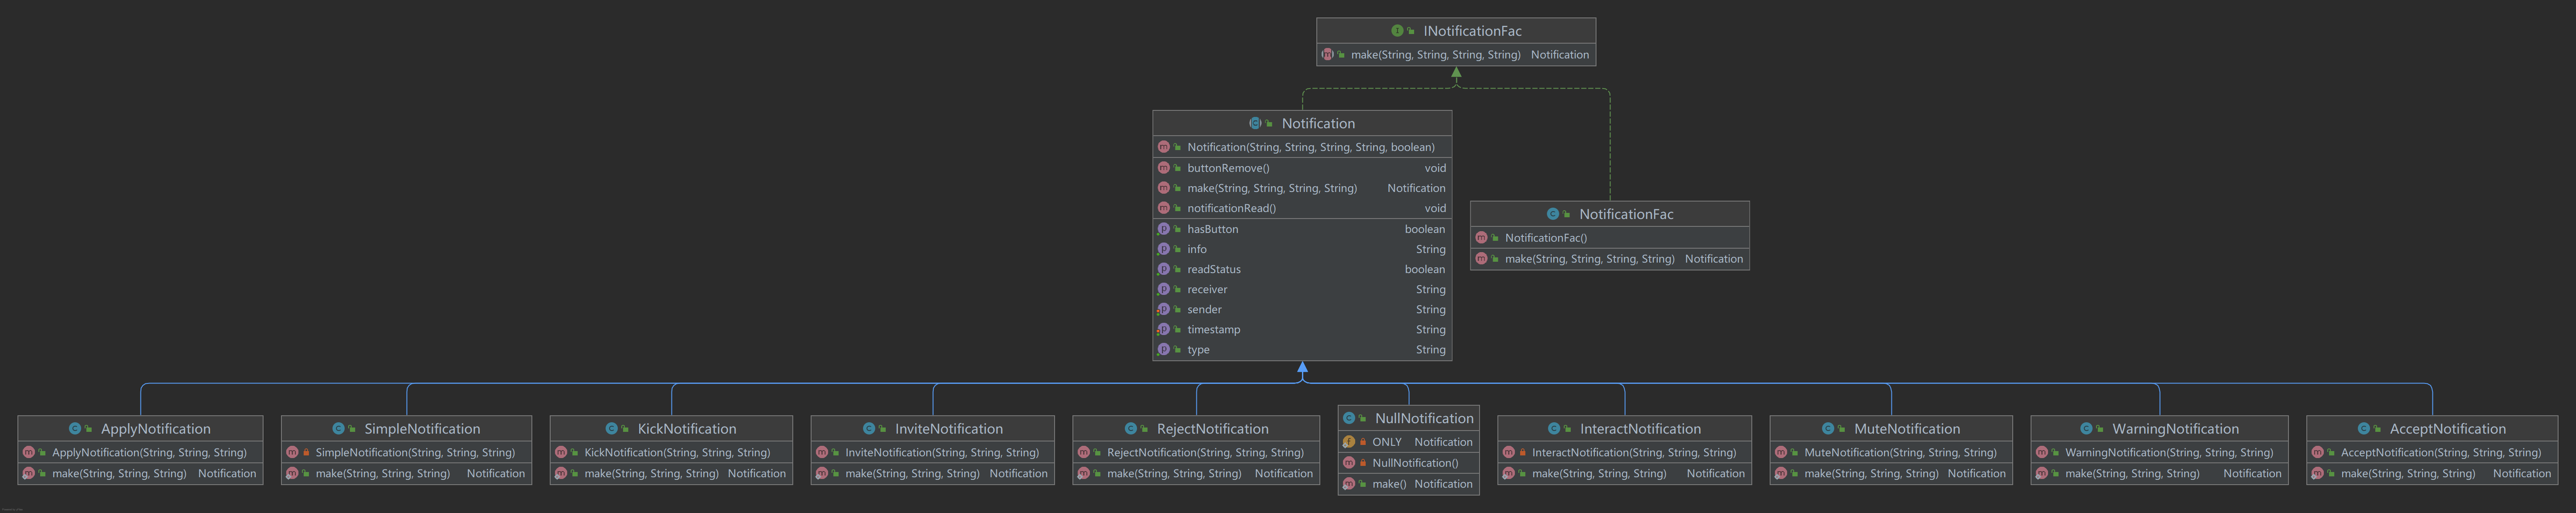 INotificationFac
make(String, String, String, String) Notification
Notification
Notification(String, String, String, String, boolean)
buttonRemove() void
make(String, String, String, String) Notification
notificationRead() void
hasButton boolean
info String
readStatus boolean
receiver String
sender String
timestamp String
type String
NotificationFac
NotificationFac()
make(String, String, String, String) Notification
ApplyNotification
ApplyNotification(String, String, String)
make(String, String, String) Notification
SimpleNotification
SimpleNotification(String, String, String)
make(String, String, String) Notification
KickNotification
KickNotification(String, String, String)
make(String, String, String) Notification
InviteNotification
InviteNotification(String, String, String)
make(String, String, String) Notification
RejectNotification
RejectNotification(String, String, String)
make(String, String, String) Notification
NullNotification
ONLY Notification
NullNotification()
make() Notification
InteractNotification
InteractNotification(String, String, String)
make(String, String, String) Notification
MuteNotification
MuteNotification(String, String, String)
make(String, String, String) Notification
WarningNotification
WarningNotification(String, String, String)
make(String, String, String) Notification
AcceptNotification
AcceptNotification(String, String, String)
make(String, String, String) Notification